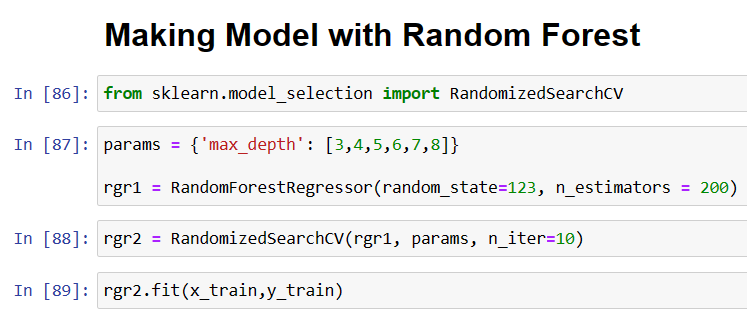 Making Model with Random Forest
In [86]: from sklearn.model_selection import RandomizedSearchCV
In [87]: params = {'max_depth': [3,4,5,6,7,8]}
rgr1 = RandomForestRegressor(random_state=123, n_estimators = 200)
In [88]: rgr2 = RandomizedSearchCV(rgr1, params, n_iter=10)
In [89]: rgr2.fit(x_train,y_train)